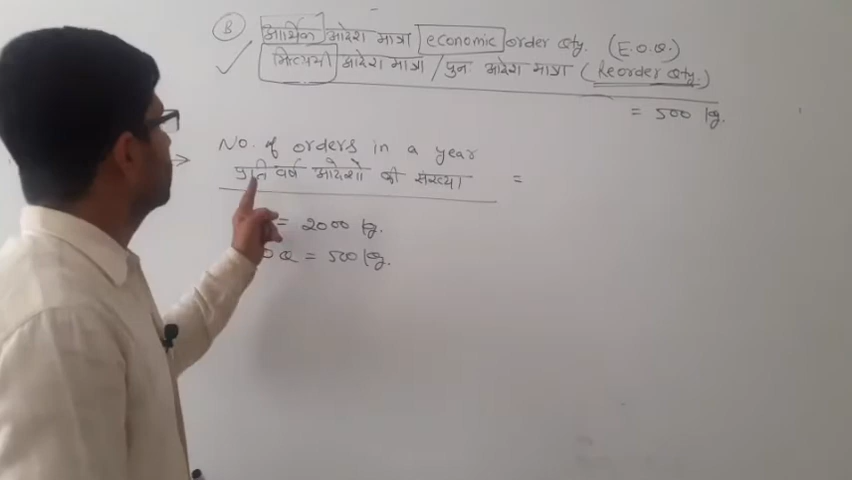 B आर्थिक आदेश मात्रा economic order Qty. (E.O.Q.)
मितव्ययी आदेश मात्रा / पुनः आदेश मात्रा (Reorder Qty.)
= 500 kg.
No. of orders in a year
प्रति वर्ष आदेशों की संख्या =
= 2000 kg.
O Q = 500 kg.